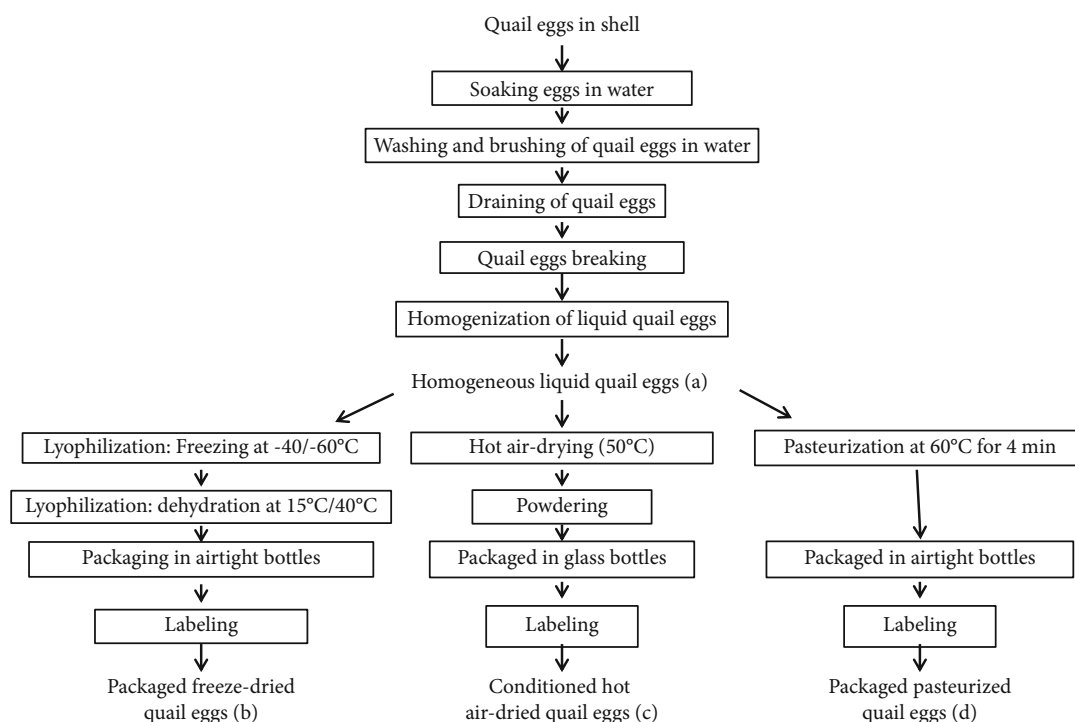 Quail eggs in shell
Soaking eggs in water
Washing and brushing of quail eggs in water
Draining of quail eggs
Quail eggs breaking
Homogenization of liquid quail eggs
Homogeneous liquid quail eggs (a)
Lyophilization: Freezing at -40/-60°C
Lyophilization: dehydration at 15°C/40°C
Packaging in airtight bottles
Labeling
Packaged freeze-dried
quail eggs (b)
Hot air-drying (50°C)
Powdering
Packaged in glass bottles
Labeling
Conditioned hot
air-dried quail eggs (c)
Pasteurization at 60°C for 4 min
Packaged in airtight bottles
Labeling
Packaged pasteurized
quail eggs (d)